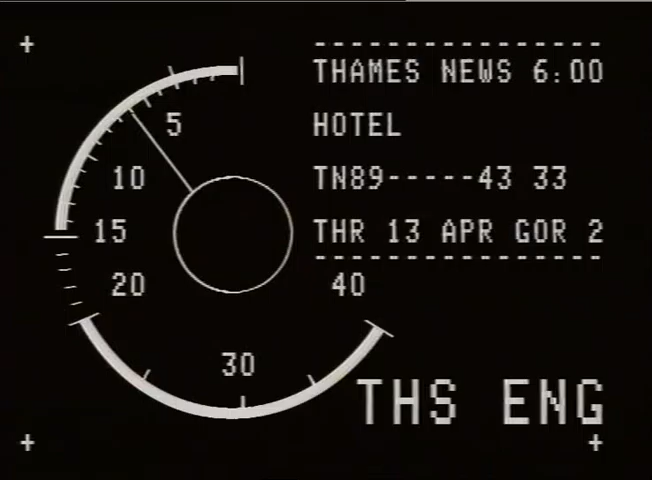 THAMES NEWS 6:00
HOTEL
TN89-----43 33
THR 13 APR GOR 2
5
10
15
20
30
40
THS ENG